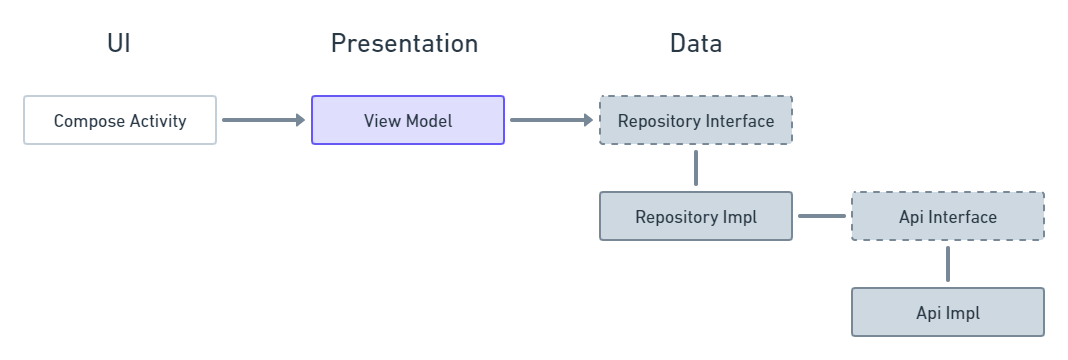 UI
Presentation
Data
Compose Activity
View Model
Repository Interface
Repository Impl
Api Interface
Api Impl